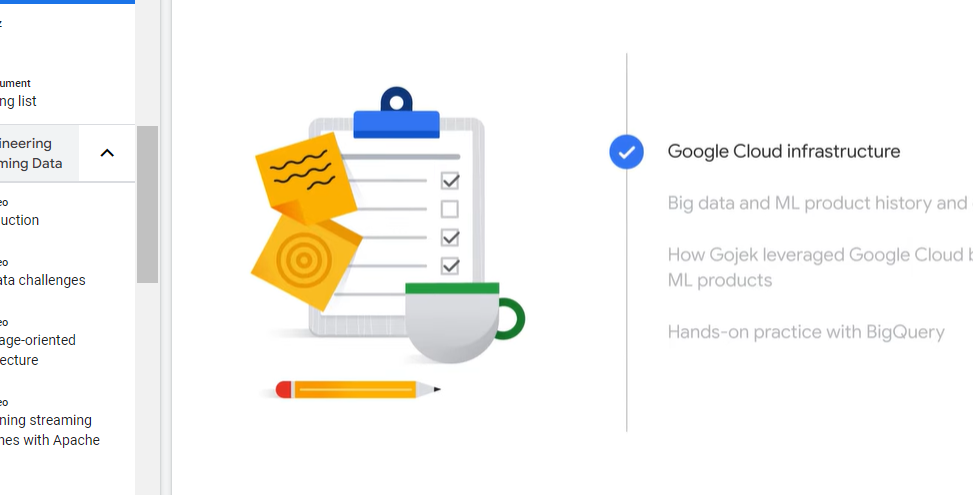 ument
ng list
ineering
ming Data
eo
uction
eo
ata challenges
eo
age-oriented
ecture
eo
ning streaming
nes with Apache
Google Cloud infrastructure
Big data and ML product history and
How Gojek leveraged Google Cloud b
ML products
Hands-on practice with BigQuery